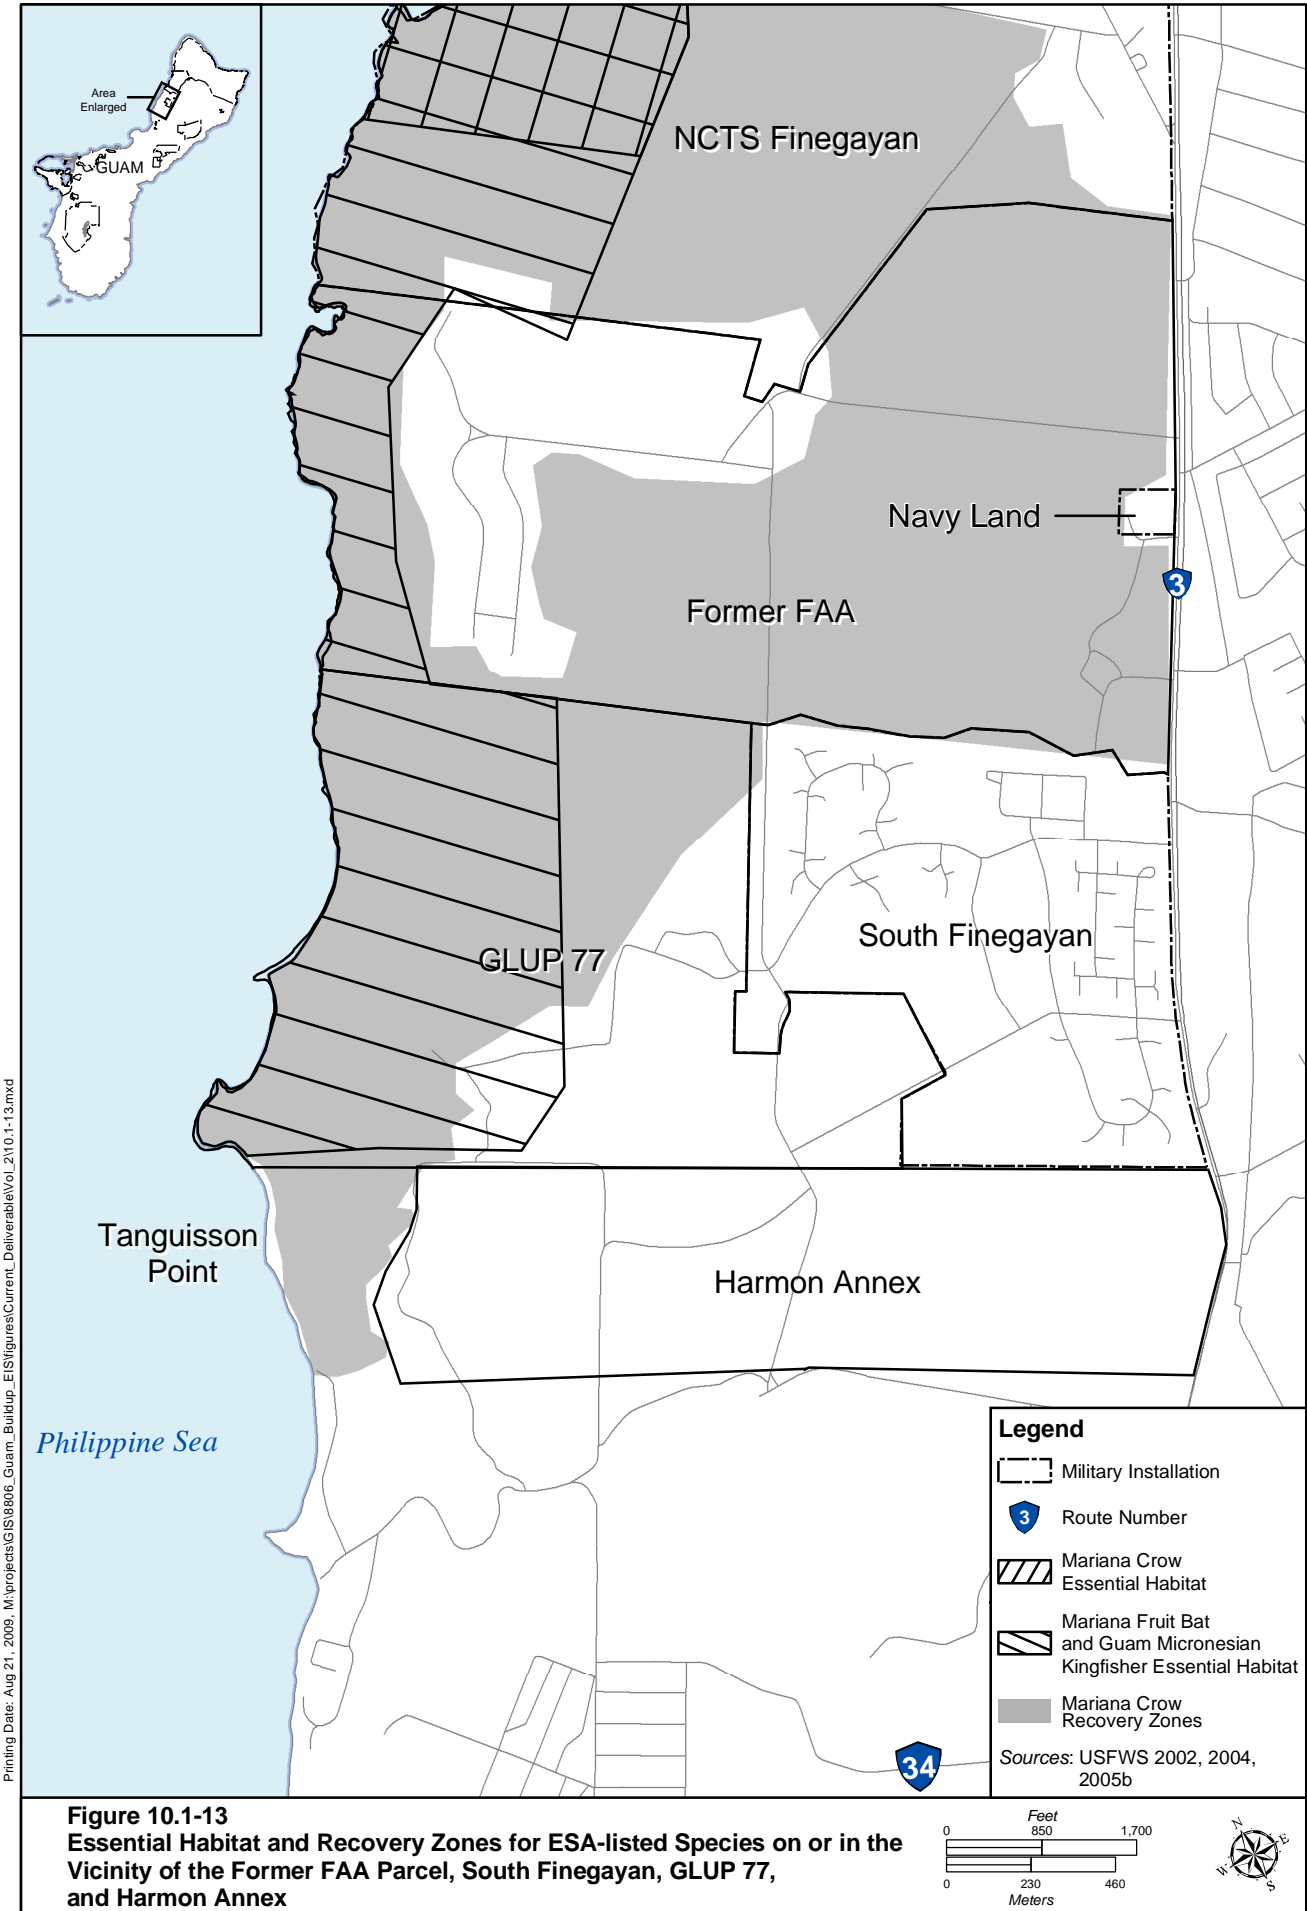 Area
Enlarged
GUAM
NCTS Finegayan
Navy Land
3
Former FAA
South Finegayan
GLUP 77
Tanguisson
Point
Harmon Annex
Philippine Sea
34
Legend
Military Installation
3
Route Number
Mariana Crow
Essential Habitat
Mariana Fruit Bat
and Guam Micronesian
Kingfisher Essential Habitat
Mariana Crow
Recovery Zones
Sources: USFWS 2002, 2004,
2005b
Printing Date: Aug 21, 2009, M:\projects\GIS\8806_Guam_Buildup_EIS\figures\Current_Deliverable\Vol_2\10.1-13.mxd
Figure 10.1-13
Essential Habitat and Recovery Zones for ESA-listed Species on or in the
Vicinity of the Former FAA Parcel, South Finegayan, GLUP 77,
and Harmon Annex
Feet
0 850 1,700
0 230 460
Meters
N
E
W
S